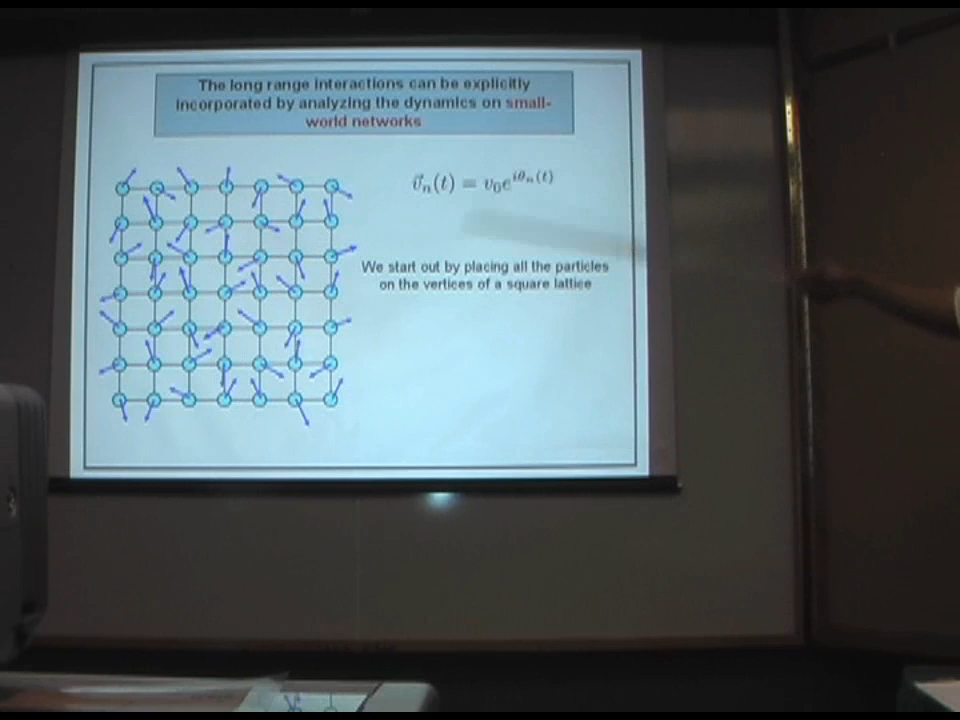 The long range interactions can be explicitly
incorporated by analyzing the dynamics on small-
world networks
v⃗ₙ(t) = v₀e^{iθₙ(t)}
We start out by placing all the particles
on the vertices of a square lattice